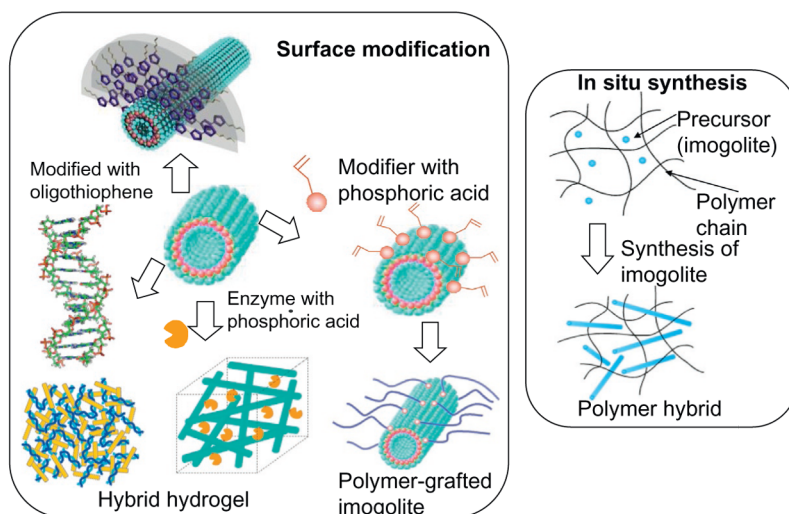 Surface modification
Modified with
oligothiophene
Modifier with
phosphoric acid
Enzyme with
phosphoric acid
Hybrid hydrogel
Polymer-grafted
imogolite
In situ synthesis
Precursor
(imogolite)
Polymer
chain
Synthesis of
imogolite
Polymer hybrid